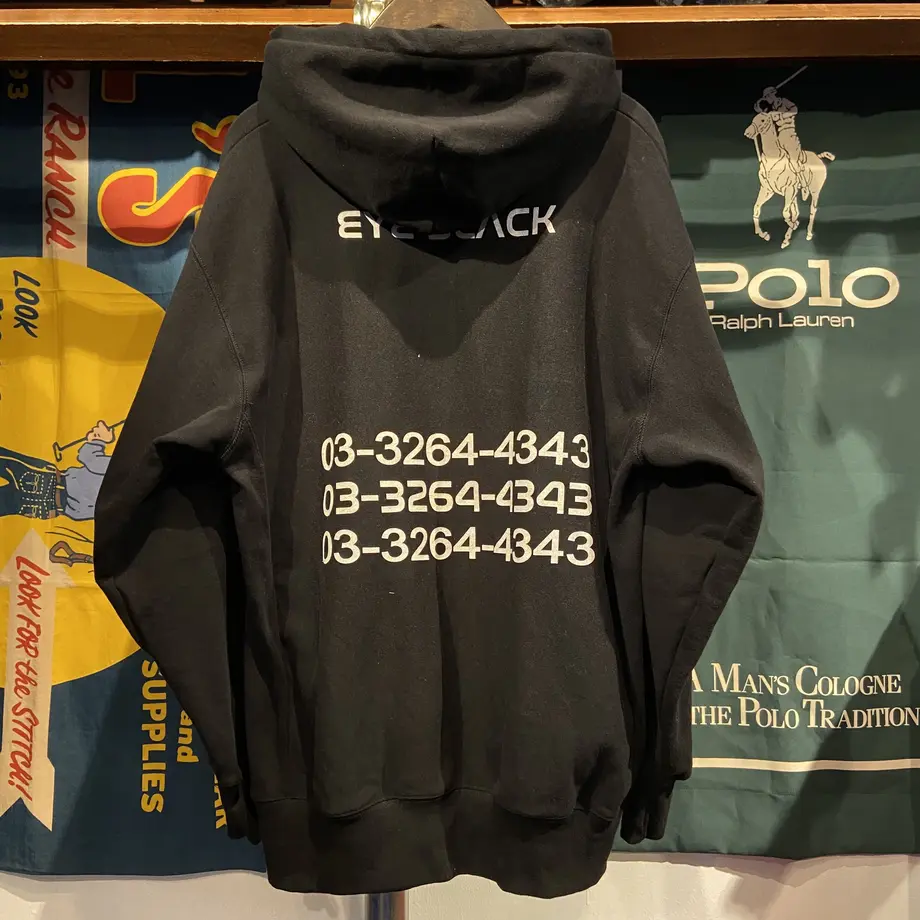 EYE BLACK
03-3264-4343
03-3264-4343
03-3264-4343
Polo
Ralph Lauren
A MAN'S COLOGNE
THE POLO TRADITION
93
RANCH
S
LOOK
LOOK FOR the STITCH!
and
SUPPLIES